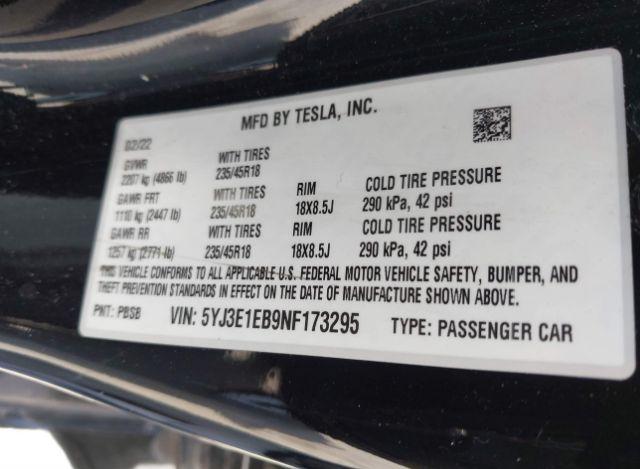 MFD BY TESLA, INC.
02/22
GVWR WITH TIRES
2207 kg (4866 lb) 235/45R18
GAWR FRT WITH TIRES RIM COLD TIRE PRESSURE
1110 kg (2447 lb) 235/45R18 18X8.5J 290 kPa, 42 psi
GAWR RR WITH TIRES RIM COLD TIRE PRESSURE
1257 kg (2771 lb) 235/45R18 18X8.5J 290 kPa, 42 psi
THIS VEHICLE CONFORMS TO ALL APPLICABLE U.S. FEDERAL MOTOR VEHICLE SAFETY, BUMPER, AND
THEFT PREVENTION STANDARDS IN EFFECT ON THE DATE OF MANUFACTURE SHOWN ABOVE.
PNT: PBSB VIN: 5YJ3E1EB9NF173295 TYPE: PASSENGER CAR